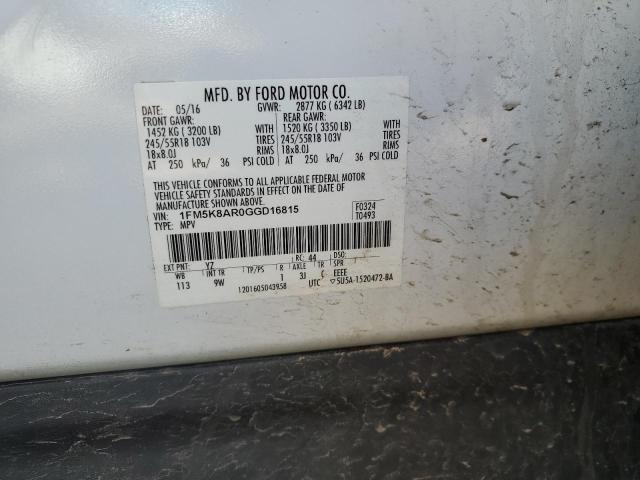 MFD. BY FORD MOTOR CO.
DATE: 05/16 GVWR: 2877 KG ( 6342 LB)
FRONT GAWR: REAR GAWR:
1452 KG ( 3200 LB) WITH 1520 KG ( 3350 LB) WITH
245/55R18 103V TIRES 245/55R18 103V TIRES
18x8.0J RIMS 18x8.0J RIMS
AT 250 kPa/ 36 PSI COLD AT 250 kPa/ 36 PSI COLD
THIS VEHICLE CONFORMS TO ALL APPLICABLE FEDERAL MOTOR
VEHICLE SAFETY STANDARDS IN EFFECT ON THE DATE OF
MANUFACTURE SHOWN ABOVE.
VIN: 1FM5K8AR0GGD16815 F0324
TYPE: MPV T0493
EXT PNT: YZ RC: 44 DSO:
WB INT TR TP/PS R AXLE TR SPR
113 9W 1 3J EEEE
1201605043958 UTC ▽5U5A-1520472-BA